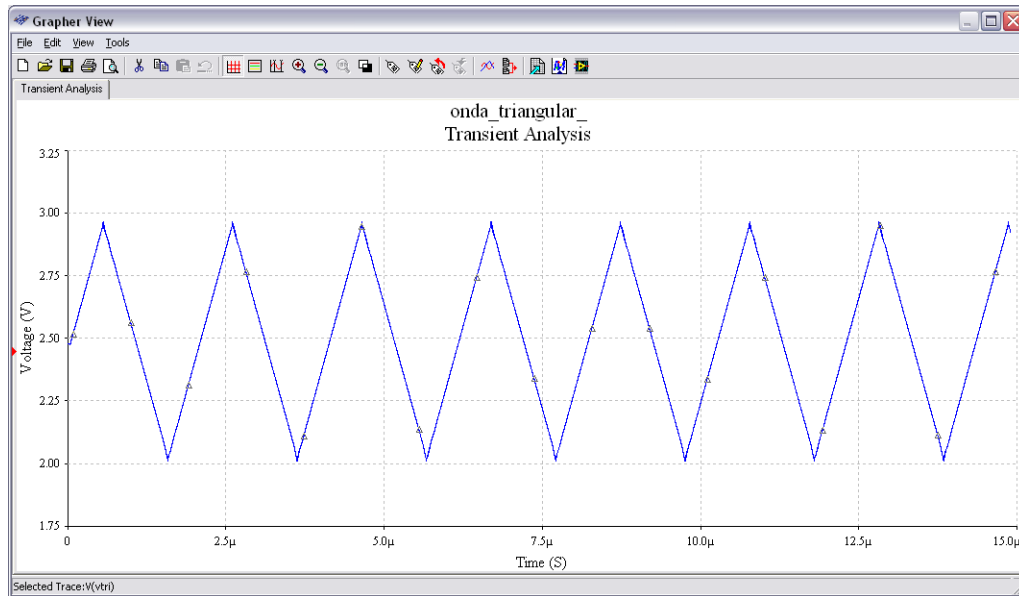 Grapher View
File Edit View Tools
Transient Analysis
onda_triangular_
Transient Analysis
3.25
3.00
2.75
2.50
2.25
2.00
1.75
Voltage (V)
0 2.5μ 5.0μ 7.5μ 10.0μ 12.5μ 15.0μ
Time (S)
Selected Trace:V(vtri)